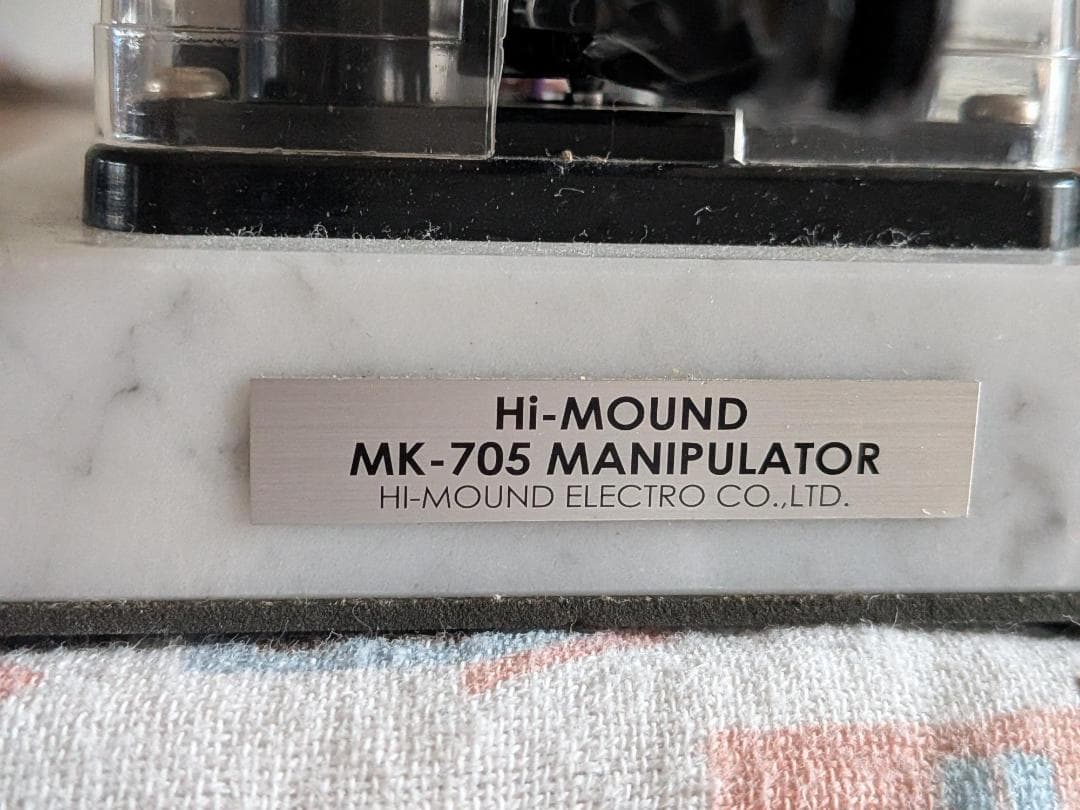 Hi-MOUND
MK-705 MANIPULATOR
HI-MOUND ELECTRO CO.,LTD.